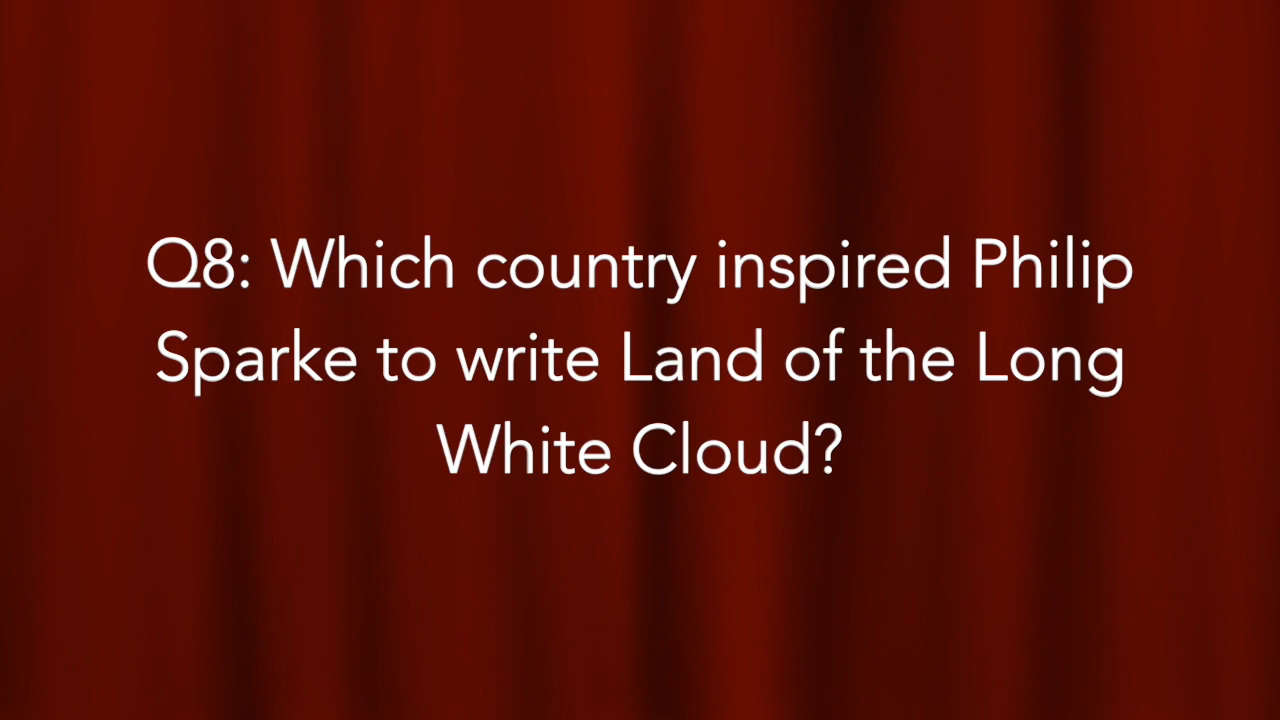 Q8: Which country inspired Philip
Sparke to write Land of the Long
White Cloud?